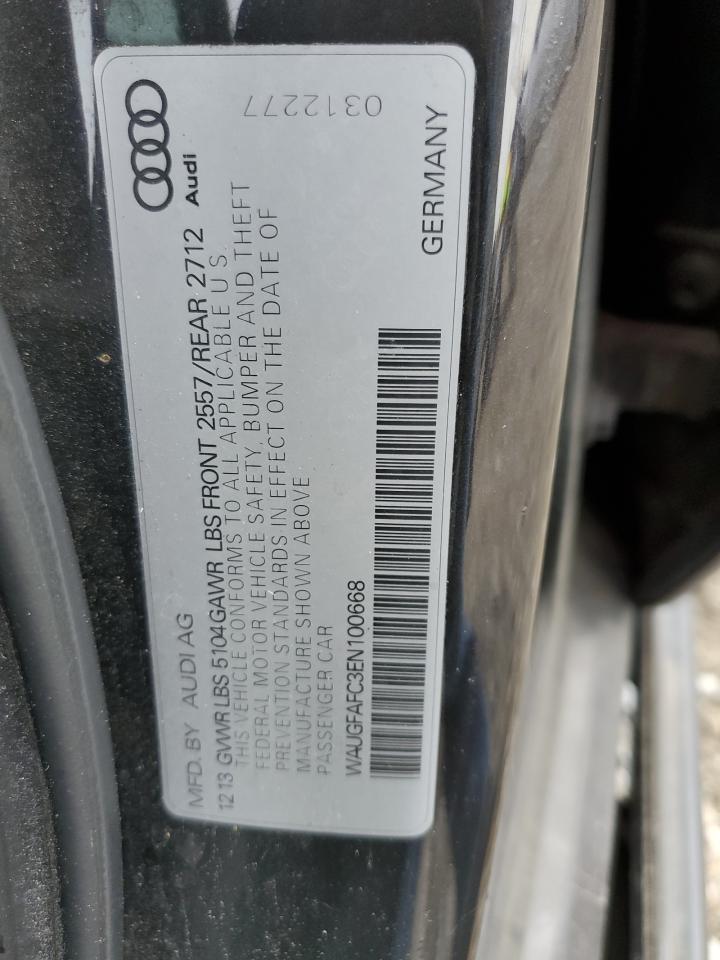 MFD. BY AUDI AG
12 13 GVWR LBS 5104 GAWR LBS FRONT 2557/REAR 2712
THIS VEHICLE CONFORMS TO ALL APPLICABLE U S.
FEDERAL MOTOR VEHICLE SAFETY, BUMPER AND THEFT
PREVENTION STANDARDS IN EFFECT ON THE DATE OF
MANUFACTURE SHOWN ABOVE
PASSENGER CAR
WAUGFAFC3EN100668
Audi
0312277
GERMANY